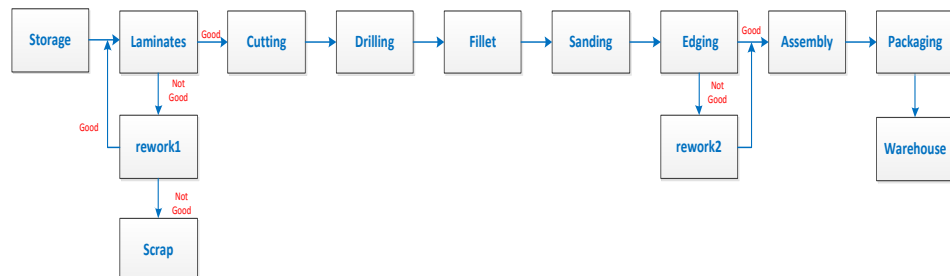 Storage
Laminates
Good
Cutting
Drilling
Fillet
Sanding
Edging
Good
Assembly
Packaging
Not
Good
Not
Good
Good
rework1
rework2
Warehouse
Not
Good
Scrap